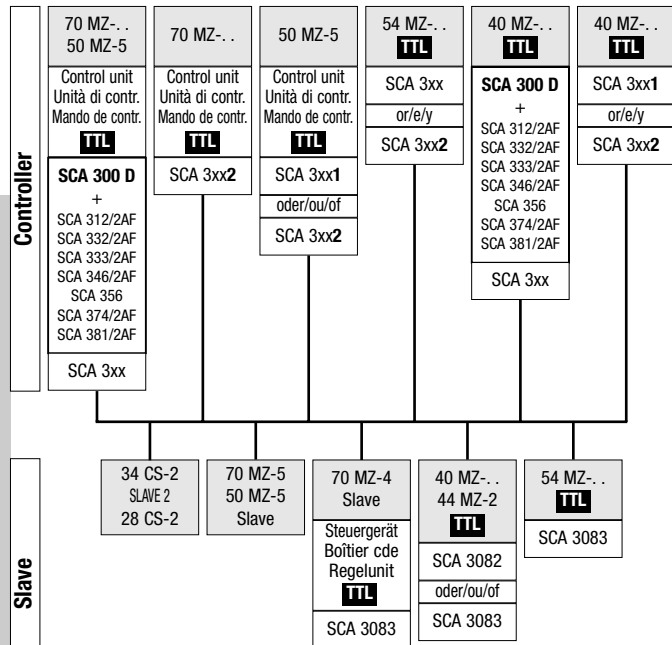 Controller
70 MZ-. .
50 MZ-5
Control unit
Unità di contr.
Mando de contr.
TTL
SCA 300 D
+
SCA 312/2AF
SCA 332/2AF
SCA 333/2AF
SCA 346/2AF
SCA 356
SCA 374/2AF
SCA 381/2AF
SCA 3xx
70 MZ-. .
Control unit
Unità di contr.
Mando de contr.
TTL
SCA 3xx2
50 MZ-5
Control unit
Unità di contr.
Mando de contr.
TTL
SCA 3xx1
oder/ou/of
SCA 3xx2
54 MZ-. .
TTL
SCA 3xx
or/e/y
SCA 3xx2
40 MZ-. .
TTL
SCA 300 D
+
SCA 312/2AF
SCA 332/2AF
SCA 333/2AF
SCA 346/2AF
SCA 356
SCA 374/2AF
SCA 381/2AF
SCA 3xx
40 MZ-. .
TTL
SCA 3xx1
or/e/y
SCA 3xx2
Slave
34 CS-2
SLAVE 2
28 CS-2
70 MZ-5
50 MZ-5
Slave
70 MZ-4
Slave
Steuergerät
Boîtier cde
Regelunit
TTL
SCA 3083
40 MZ-. .
44 MZ-2
TTL
SCA 3082
oder/ou/of
SCA 3083
54 MZ-. .
TTL
SCA 3083